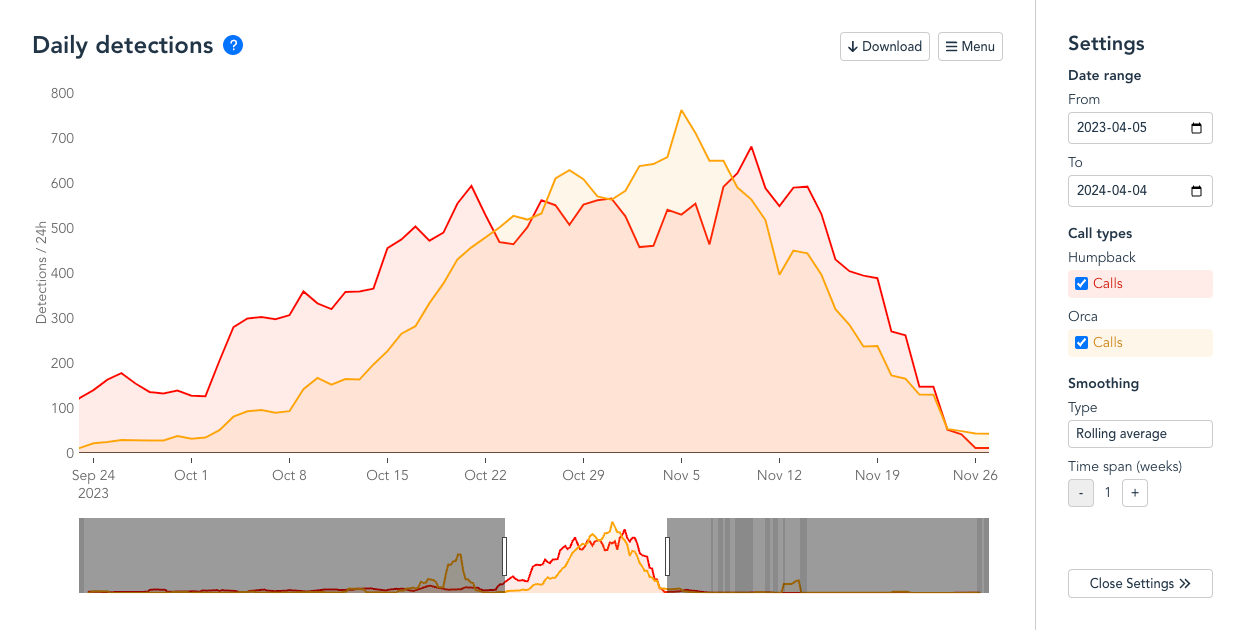 Daily detections ?
Download
Menu
Detections / 24h
800
700
600
500
400
300
200
100
0
Sep 24 Oct 1 Oct 8 Oct 15 Oct 22 Oct 29 Nov 5 Nov 12 Nov 19 Nov 26
2023
Settings
Date range
From
2023-04-05
To
2024-04-04
Call types
Humpback
Calls
Orca
Calls
Smoothing
Type
Rolling average
Time span (weeks)
- 1 +
Close Settings